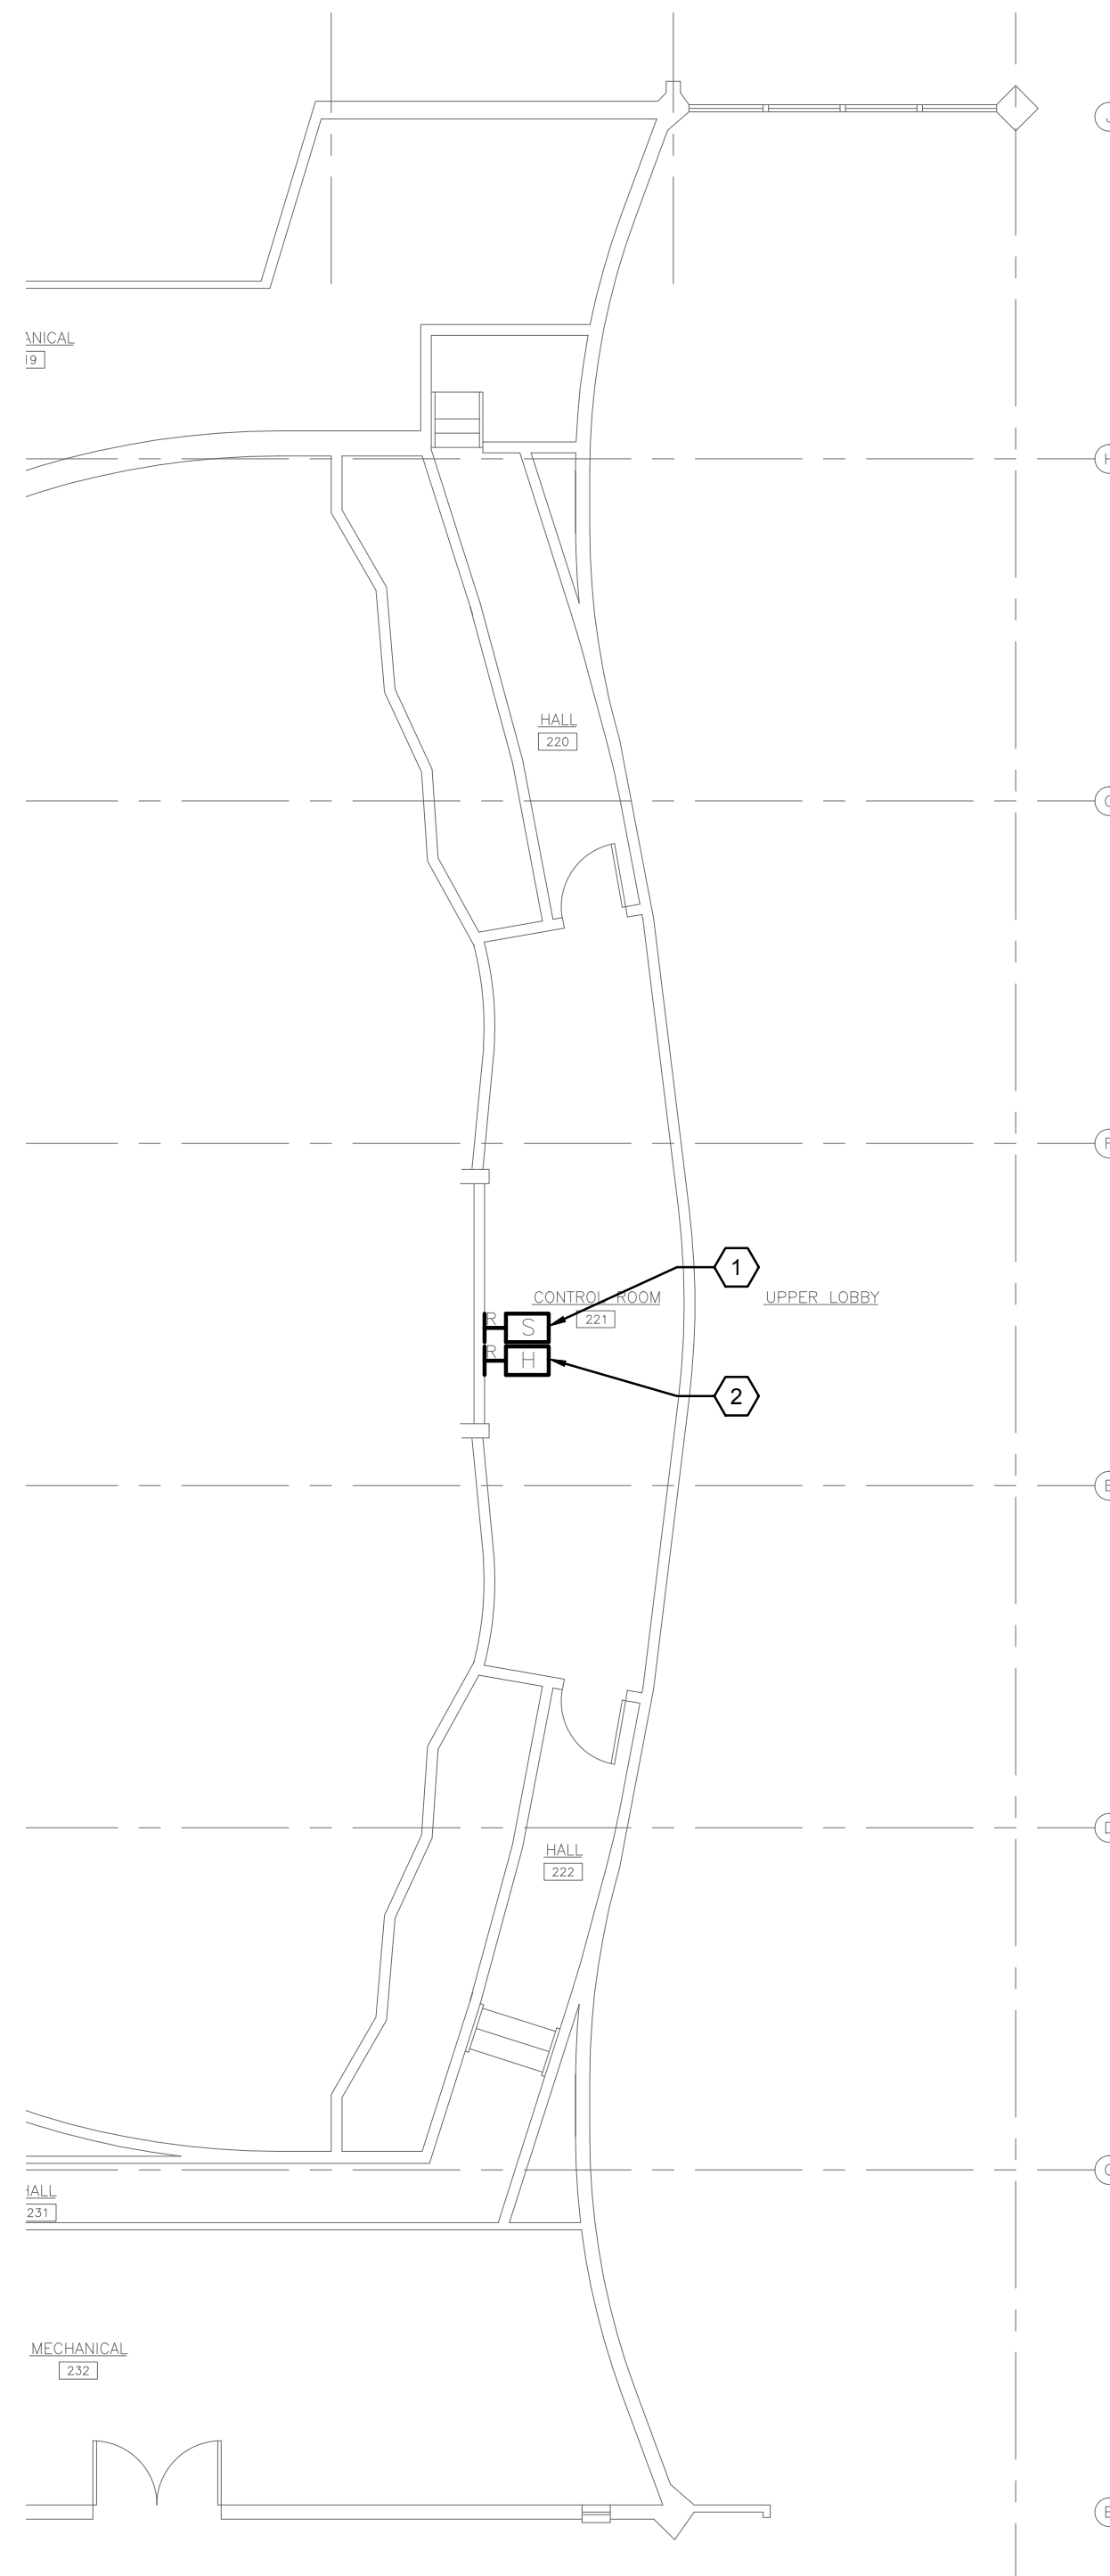 J
ANICAL
19
H
HALL
220
G
F
1
CONTROL ROOM
UPPER LOBBY
221
R
S
R
H
2
E
D
HALL
222
C
HALL
231
MECHANICAL
232
B